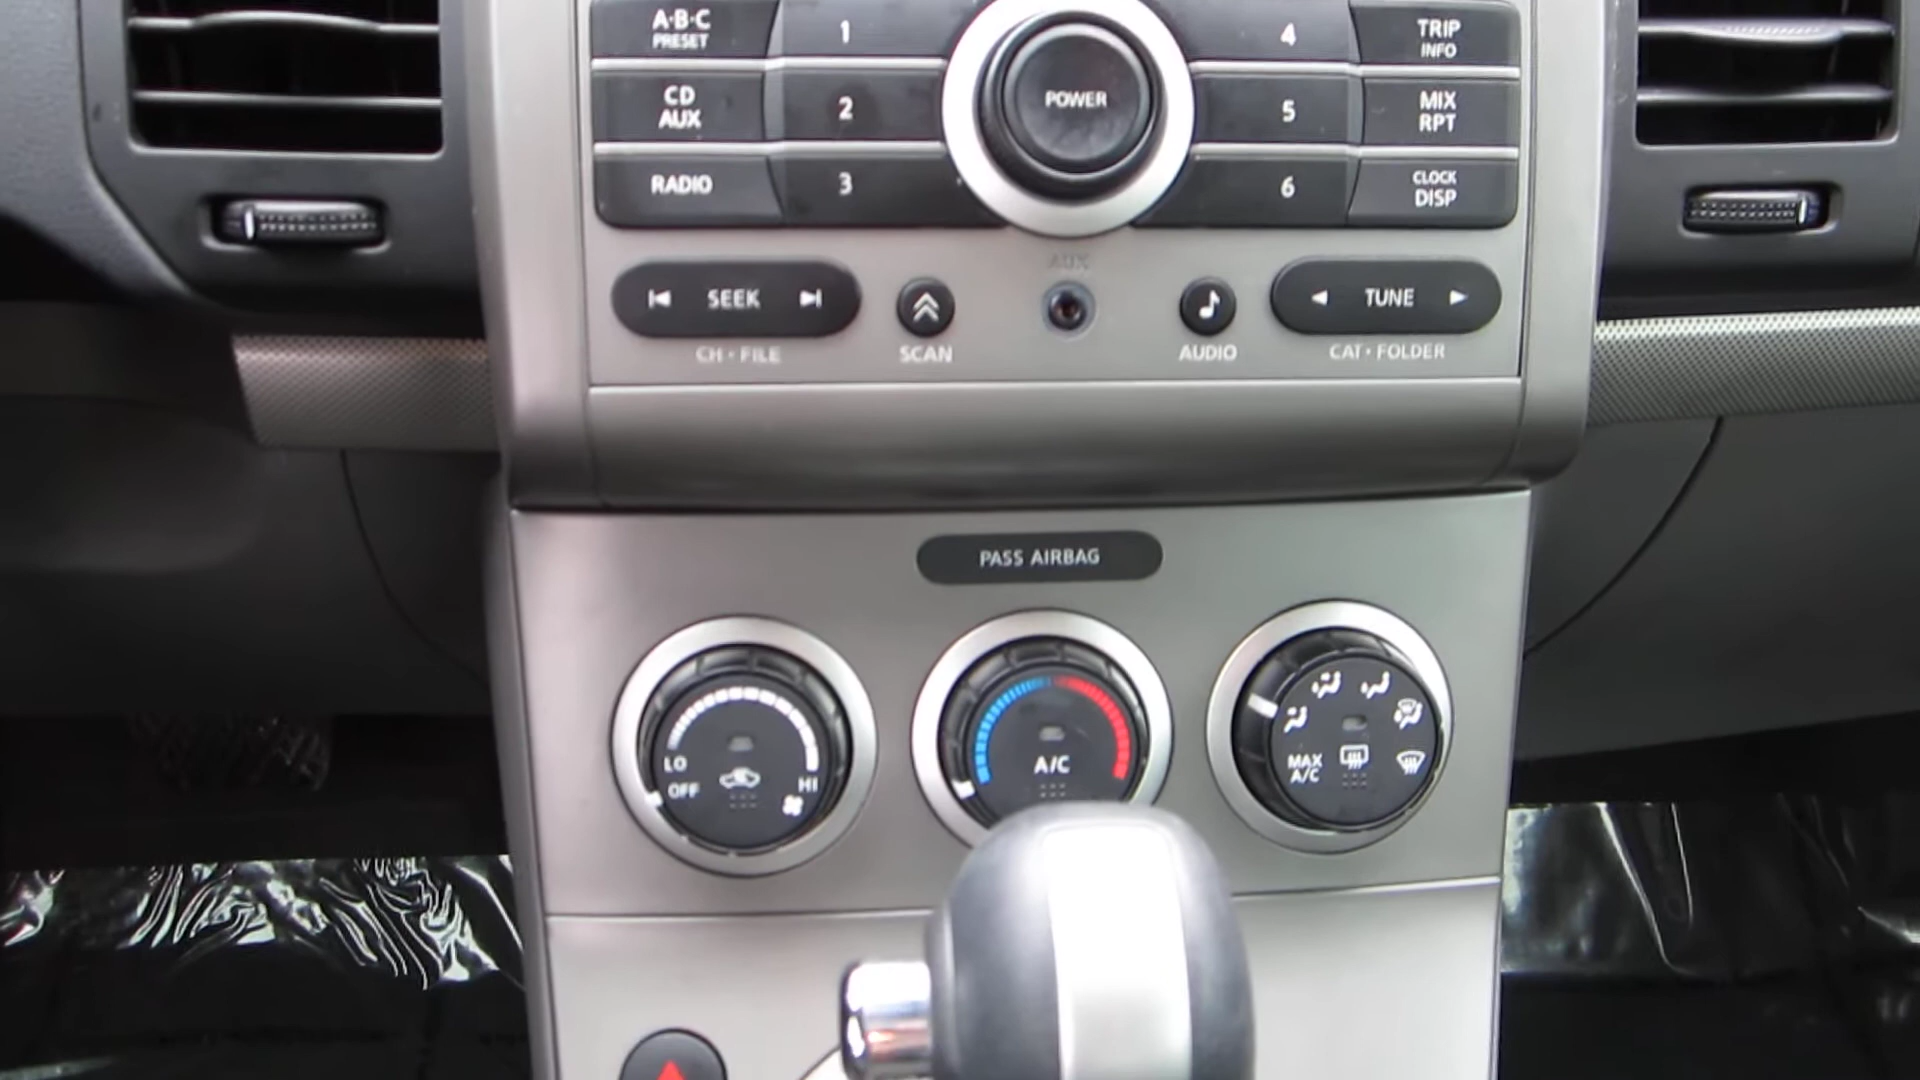 A·B·C
PRESET
1
4
TRIP
INFO
CD
AUX
2
POWER
5
MIX
RPT
RADIO
3
6
CLOCK
DISP
AUX
SEEK
TUNE
CH · FILE
SCAN
AUDIO
CAT · FOLDER
PASS AIRBAG
LO
OFF
HI
A/C
MAX
A/C